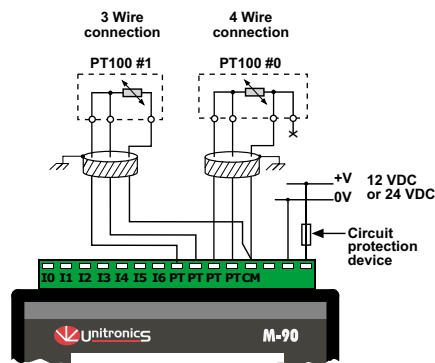 3 Wire
connection
4 Wire
connection
PT100 #1
PT100 #0
+V
0V
12 VDC
or 24 VDC
Circuit
protection
device
I0 I1 I2 I3 I4 I5 I6 PT PT PT PT CM
Unitronics
M-90